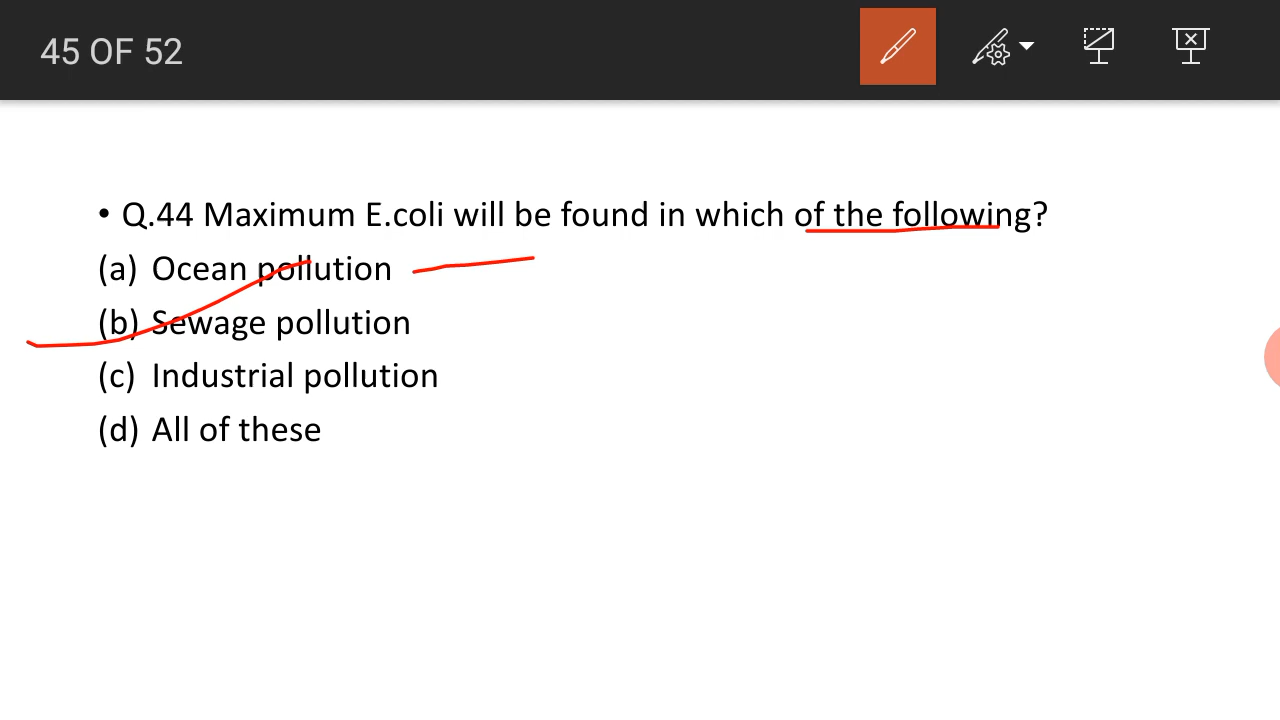 45 OF 52
• Q.44 Maximum E.coli will be found in which of the following?
(a) Ocean pollution
(b) Sewage pollution
(c) Industrial pollution
(d) All of these